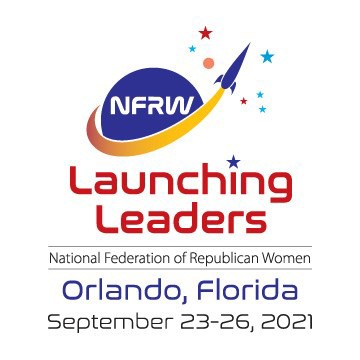 NFRW
Launching
Leaders
National Federation of Republican Women
Orlando, Florida
September 23-26, 2021